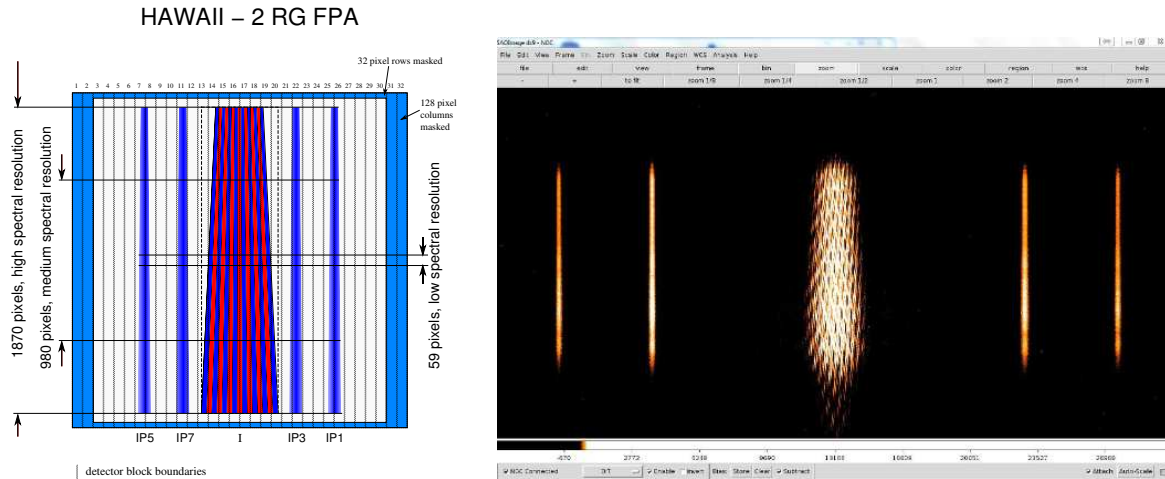 HAWAII – 2 RG FPA
32 pixel rows masked
1 2 3 4 5 6 7 8 9 10 11 12 13 14 15 16 17 18 19 20 21 22 23 24 25 26 27 28 29 30 31 32
128 pixel
columns
masked
1870 pixels, high spectral resolution
980 pixels, medium spectral resolution
59 pixels, low spectral resolution
IP5 IP7 I IP3 IP1
detector block boundaries
File Edit View Frame Bin Zoom Scale Color Region WCS Analysis Help
file edit view frame bin zoom scale color region wcs help
- + to fit zoom 1/8 zoom 1/4 zoom 1/2 zoom 1 zoom 2 zoom 4 zoom 8
NGC Connected DIT Enable Invert Bias: Store Clear Subtract Attach Auto-Scale